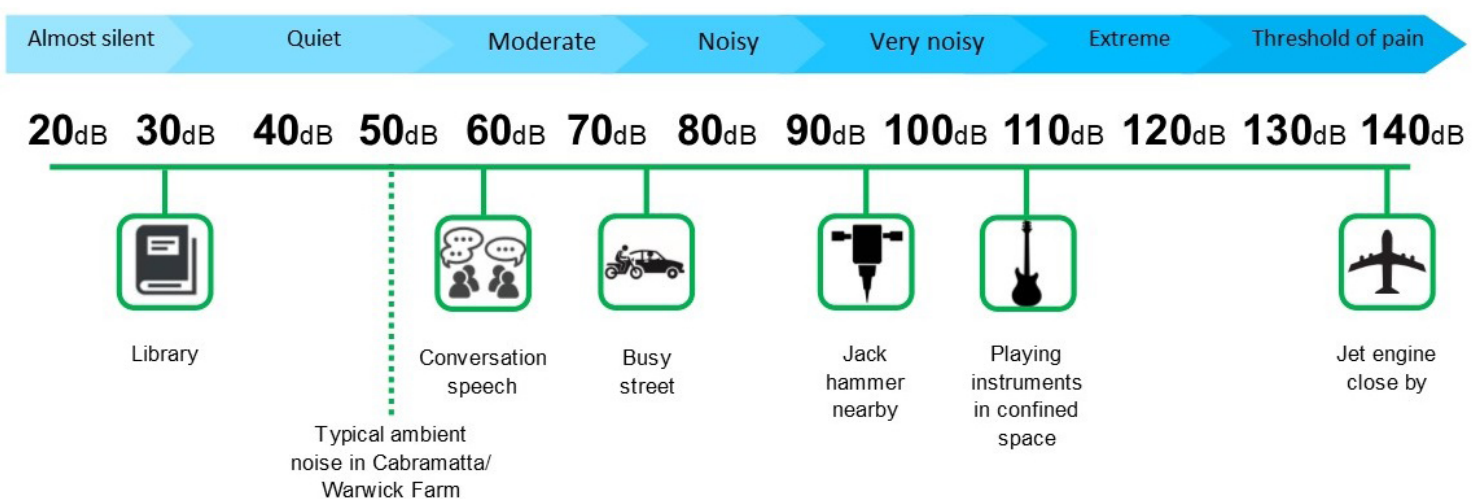 Almost silent Quiet Moderate Noisy Very noisy Extreme Threshold of pain
20dB 30dB 40dB 50dB 60dB 70dB 80dB 90dB 100dB 110dB 120dB 130dB 140dB
Library
Conversation
speech
Busy
street
Jack
hammer
nearby
Playing
instruments
in confined
space
Jet engine
close by
Typical ambient
noise in Cabramatta/
Warwick Farm